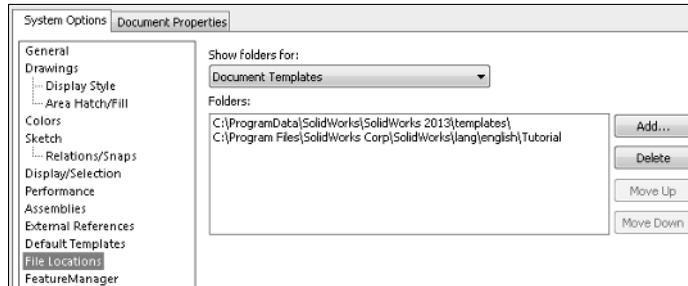 System Options
Document Properties
General
Drawings
Display Style
Area Hatch/Fill
Colors
Sketch
Relations/Snaps
Display/Selection
Performance
Assemblies
External References
Default Templates
File Locations
FeatureManager
Show folders for:
Document Templates
Folders:
C:\ProgramData\SolidWorks\SolidWorks 2013\templates\
C:\Program Files\SolidWorks Corp\SolidWorks\lang\english\Tutorial
Add...
Delete
Move Up
Move Down